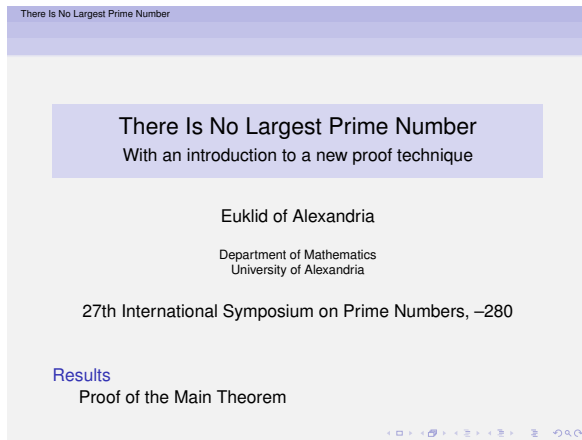 There Is No Largest Prime Number
There Is No Largest Prime Number
With an introduction to a new proof technique
Euklid of Alexandria
Department of Mathematics
University of Alexandria
27th International Symposium on Prime Numbers, –280
Results
Proof of the Main Theorem